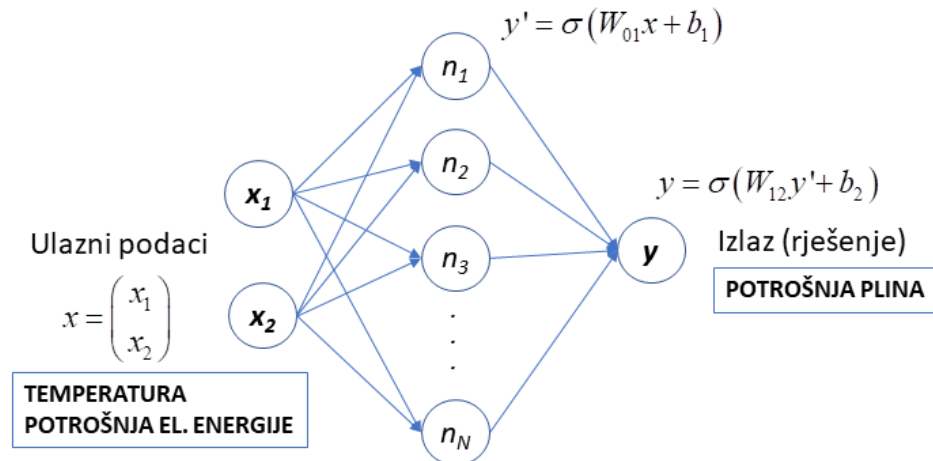 y' = σ(W₀₁x + b₁)
n₁
n₂
x₁
y = σ(W₁₂y' + b₂)
Ulazni podaci
n₃
y
Izlaz (rješenje)
x = (x₁
x₂)
x₂
POTROŠNJA PLINA
.
.
.
TEMPERATURA
POTROŠNJA EL. ENERGIJE
n_N